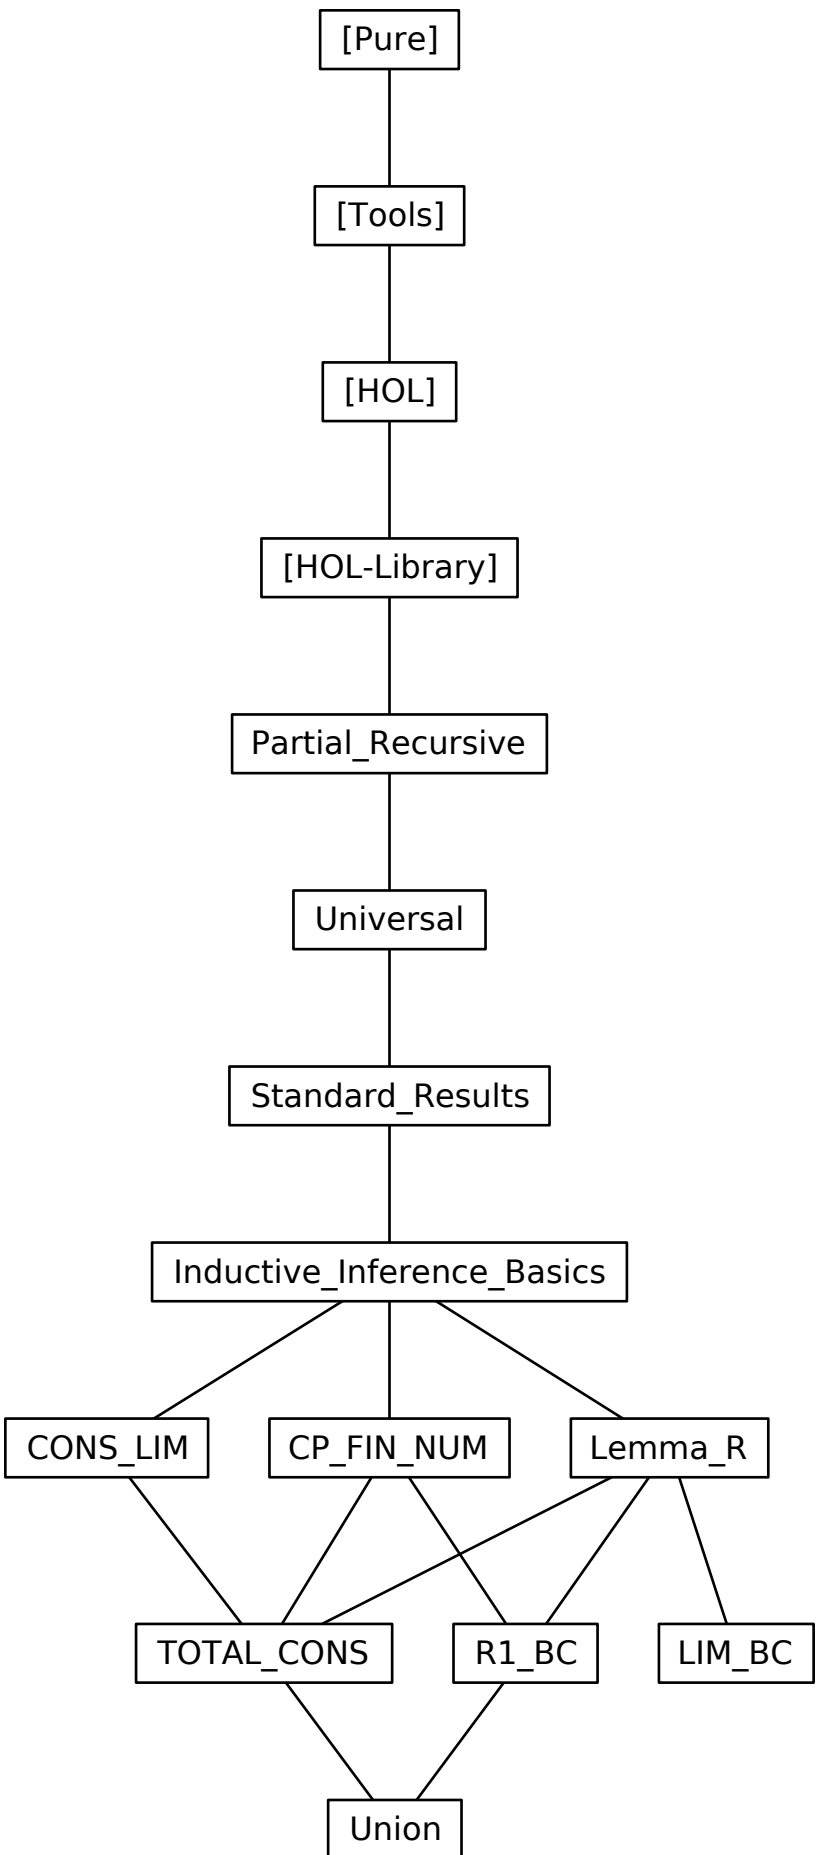 [Pure]
[Tools]
[HOL]
[HOL-Library]
Partial_Recursive
Universal
Standard_Results
Inductive_Inference_Basics
CONS_LIM
CP_FIN_NUM
Lemma_R
TOTAL_CONS
R1_BC
LIM_BC
Union